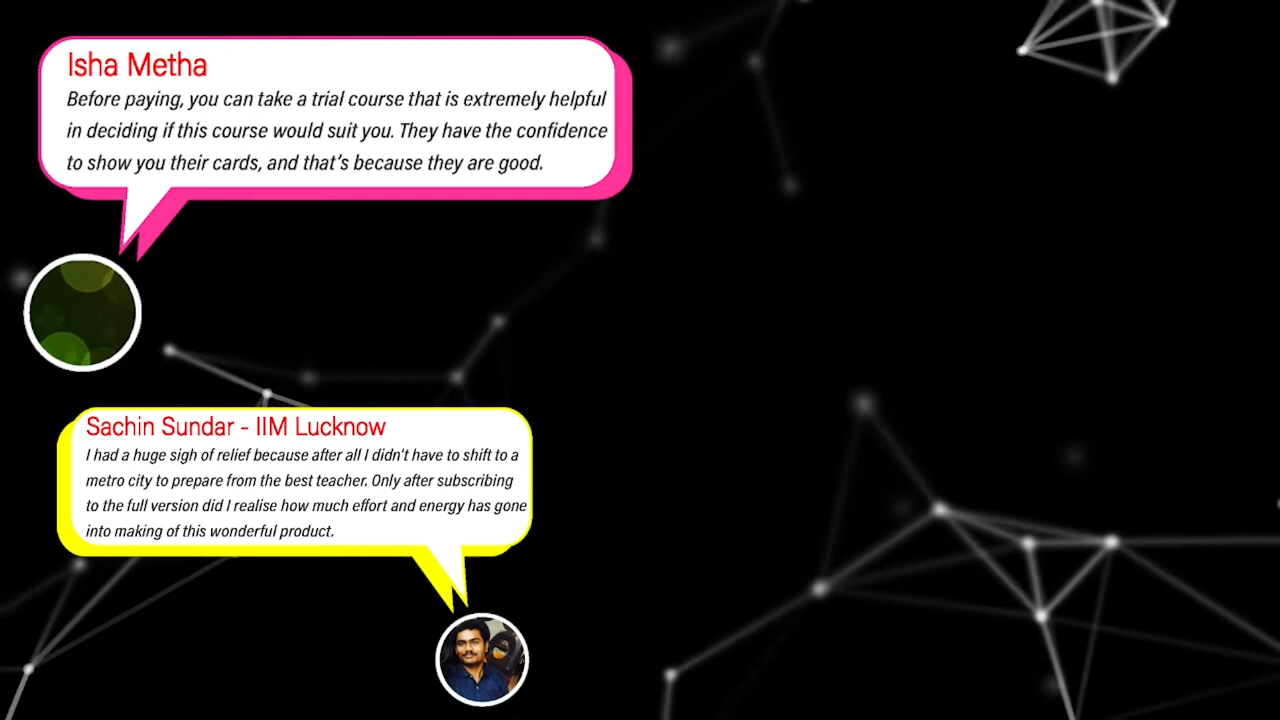 Isha Metha
Before paying, you can take a trial course that is extremely helpful
in deciding if this course would suit you. They have the confidence
to show you their cards, and that's because they are good.
Sachin Sundar - IIM Lucknow
I had a huge sigh of relief because after all I didn't have to shift to a
metro city to prepare from the best teacher. Only after subscribing
to the full version did I realise how much effort and energy has gone
into making of this wonderful product.